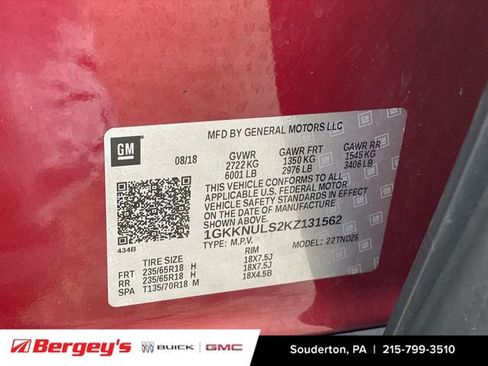 MFD BY GENERAL MOTORS LLC
GM
08/18
GVWR GAWR FRT GAWR RR
2722 KG 1350 KG 1545 KG
6001 LB 2976 LB 3406 LB
THIS VEHICLE CONFORMS TO ALL
APPLICABLE U.S. FEDERAL MOTOR
VEHICLE SAFETY STANDARDS IN EFFECT ON THE
DATE OF MANUFACTURE SHOWN ABOVE.
1GKKNULS2KZ131562
TYPE: M.P.V. MODEL: 22TND26
434B
TIRE SIZE RIM
FRT 235/65R18 H 18X7.5J
RR 235/65R18 H 18X7.5J
SPA T135/70R18 M 18X4.5B
Bergey's BUICK GMC Souderton, PA | 215-799-3510